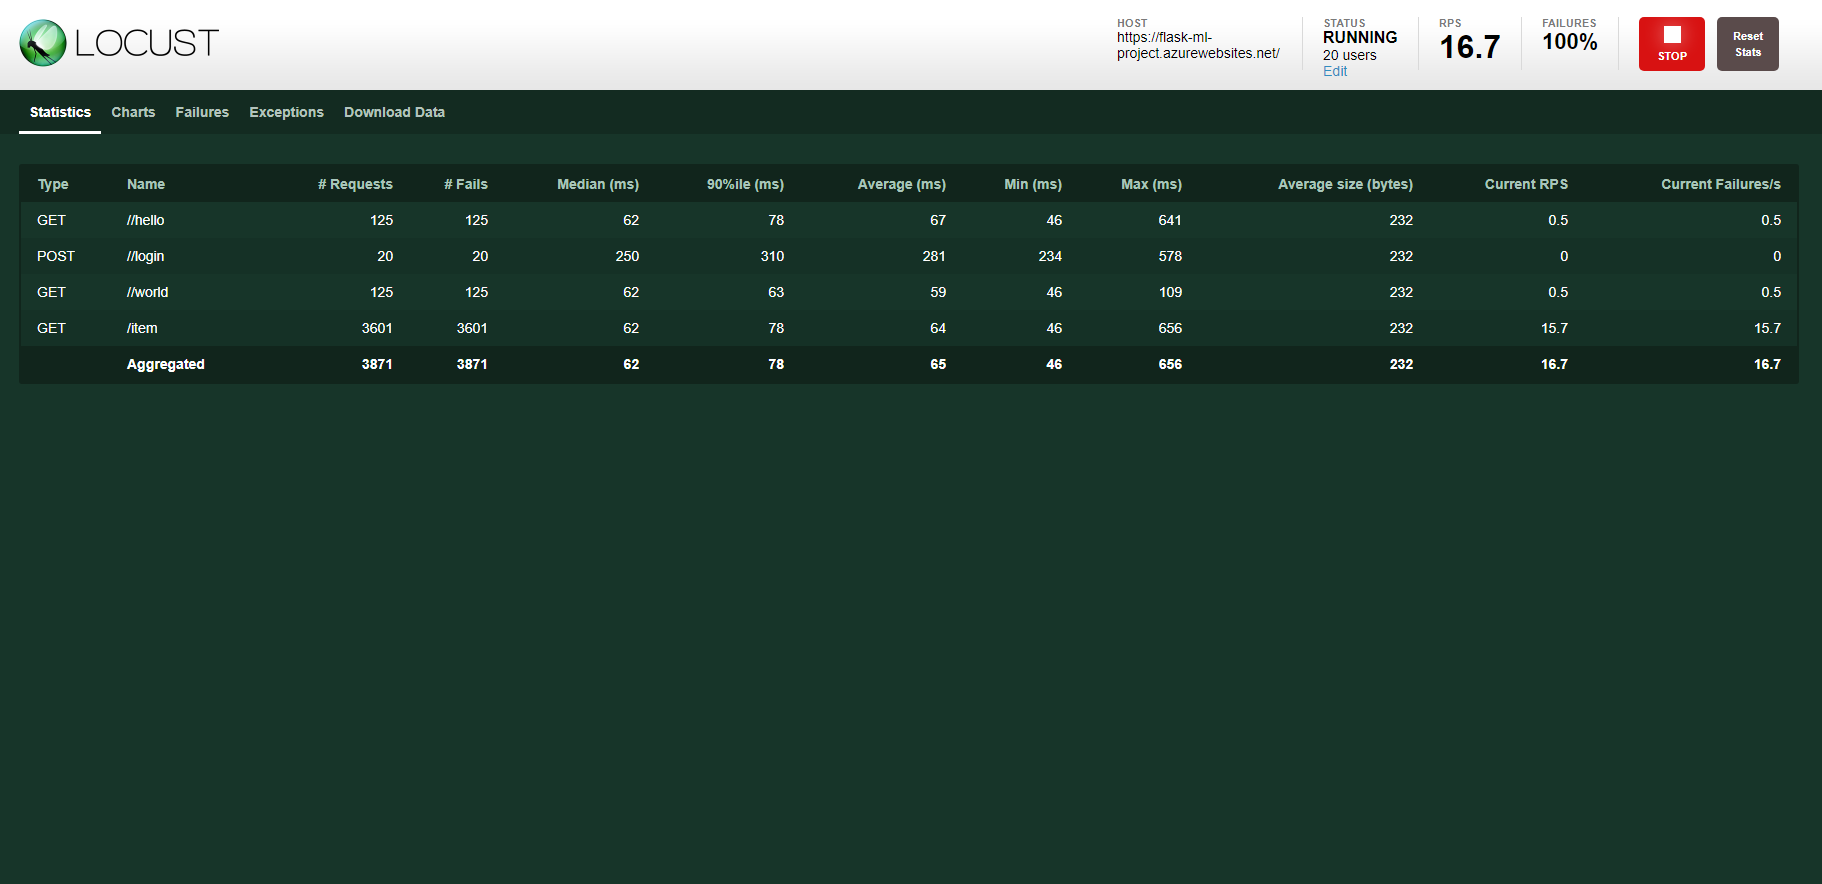 LOCUST
HOST
https://flask-ml-
project.azurewebsites.net/
STATUS
RUNNING
20 users
Edit
RPS
16.7
FAILURES
100%
STOP
Reset
Stats
Statistics Charts Failures Exceptions Download Data
Type Name # Requests # Fails Median (ms) 90%ile (ms) Average (ms) Min (ms) Max (ms) Average size (bytes) Current RPS Current Failures/s
GET //hello 125 125 62 78 67 46 641 232 0.5 0.5
POST //login 20 20 250 310 281 234 578 232 0 0
GET //world 125 125 62 63 59 46 109 232 0.5 0.5
GET /item 3601 3601 62 78 64 46 656 232 15.7 15.7
Aggregated 3871 3871 62 78 65 46 656 232 16.7 16.7